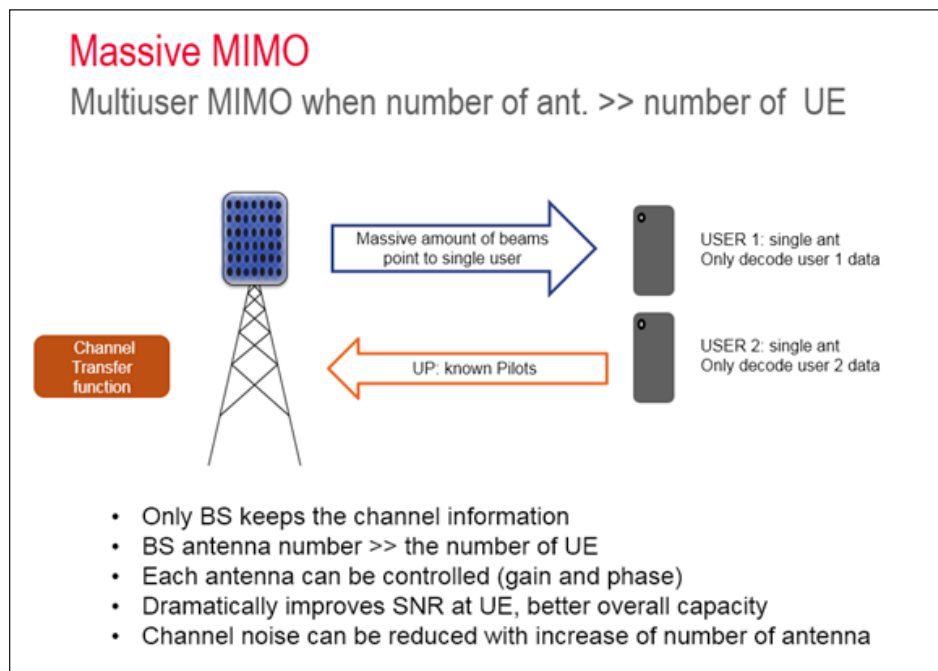 Massive MIMO
Multiuser MIMO when number of ant. >> number of UE
Massive amount of beams
point to single user
USER 1: single ant
Only decode user 1 data
Channel
Transfer
function
UP: known Pilots
USER 2: single ant
Only decode user 2 data
• Only BS keeps the channel information
• BS antenna number >> the number of UE
• Each antenna can be controlled (gain and phase)
• Dramatically improves SNR at UE, better overall capacity
• Channel noise can be reduced with increase of number of antenna